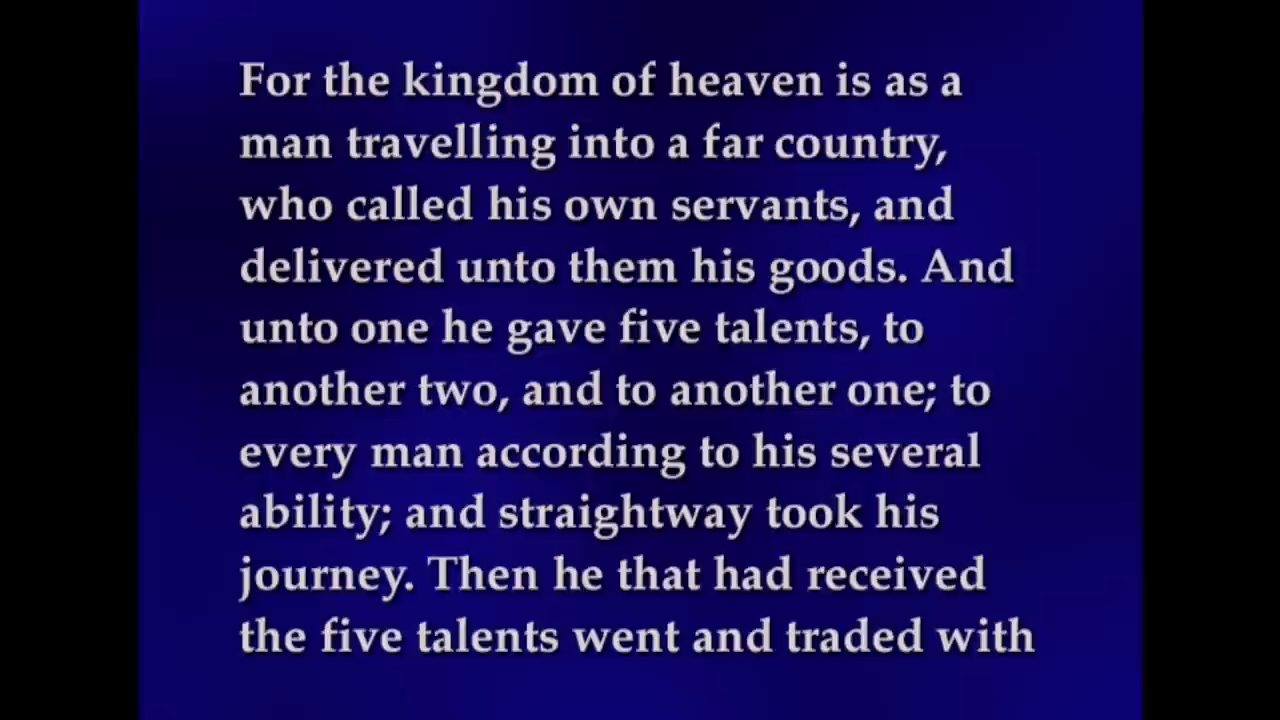 For the kingdom of heaven is as a
man travelling into a far country,
who called his own servants, and
delivered unto them his goods. And
unto one he gave five talents, to
another two, and to another one; to
every man according to his several
ability; and straightway took his
journey. Then he that had received
the five talents went and traded with